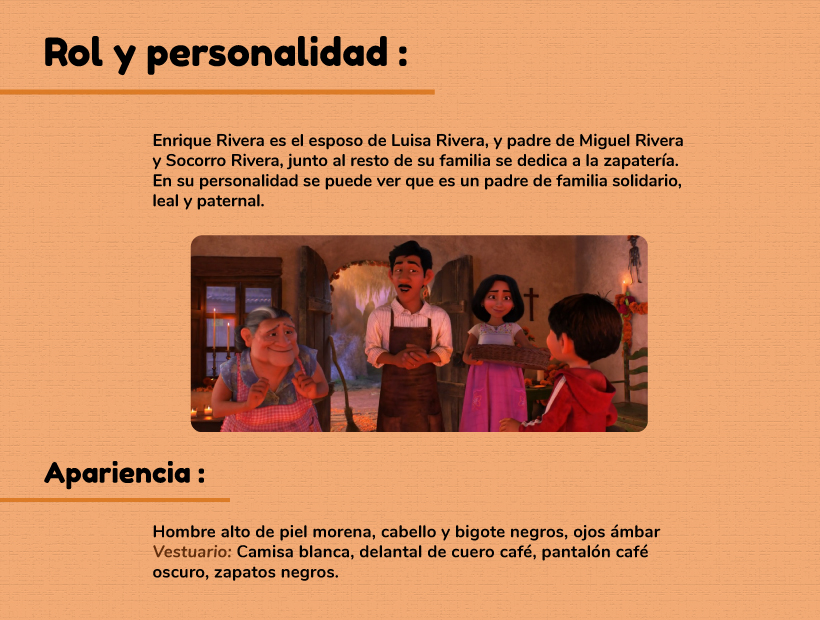 Rol y personalidad :
Enrique Rivera es el esposo de Luisa Rivera, y padre de Miguel Rivera
y Socorro Rivera, junto al resto de su familia se dedica a la zapatería.
En su personalidad se puede ver que es un padre de familia solidario,
leal y paternal.
Apariencia :
Hombre alto de piel morena, cabello y bigote negros, ojos ámbar
Vestuario: Camisa blanca, delantal de cuero café, pantalón café
oscuro, zapatos negros.